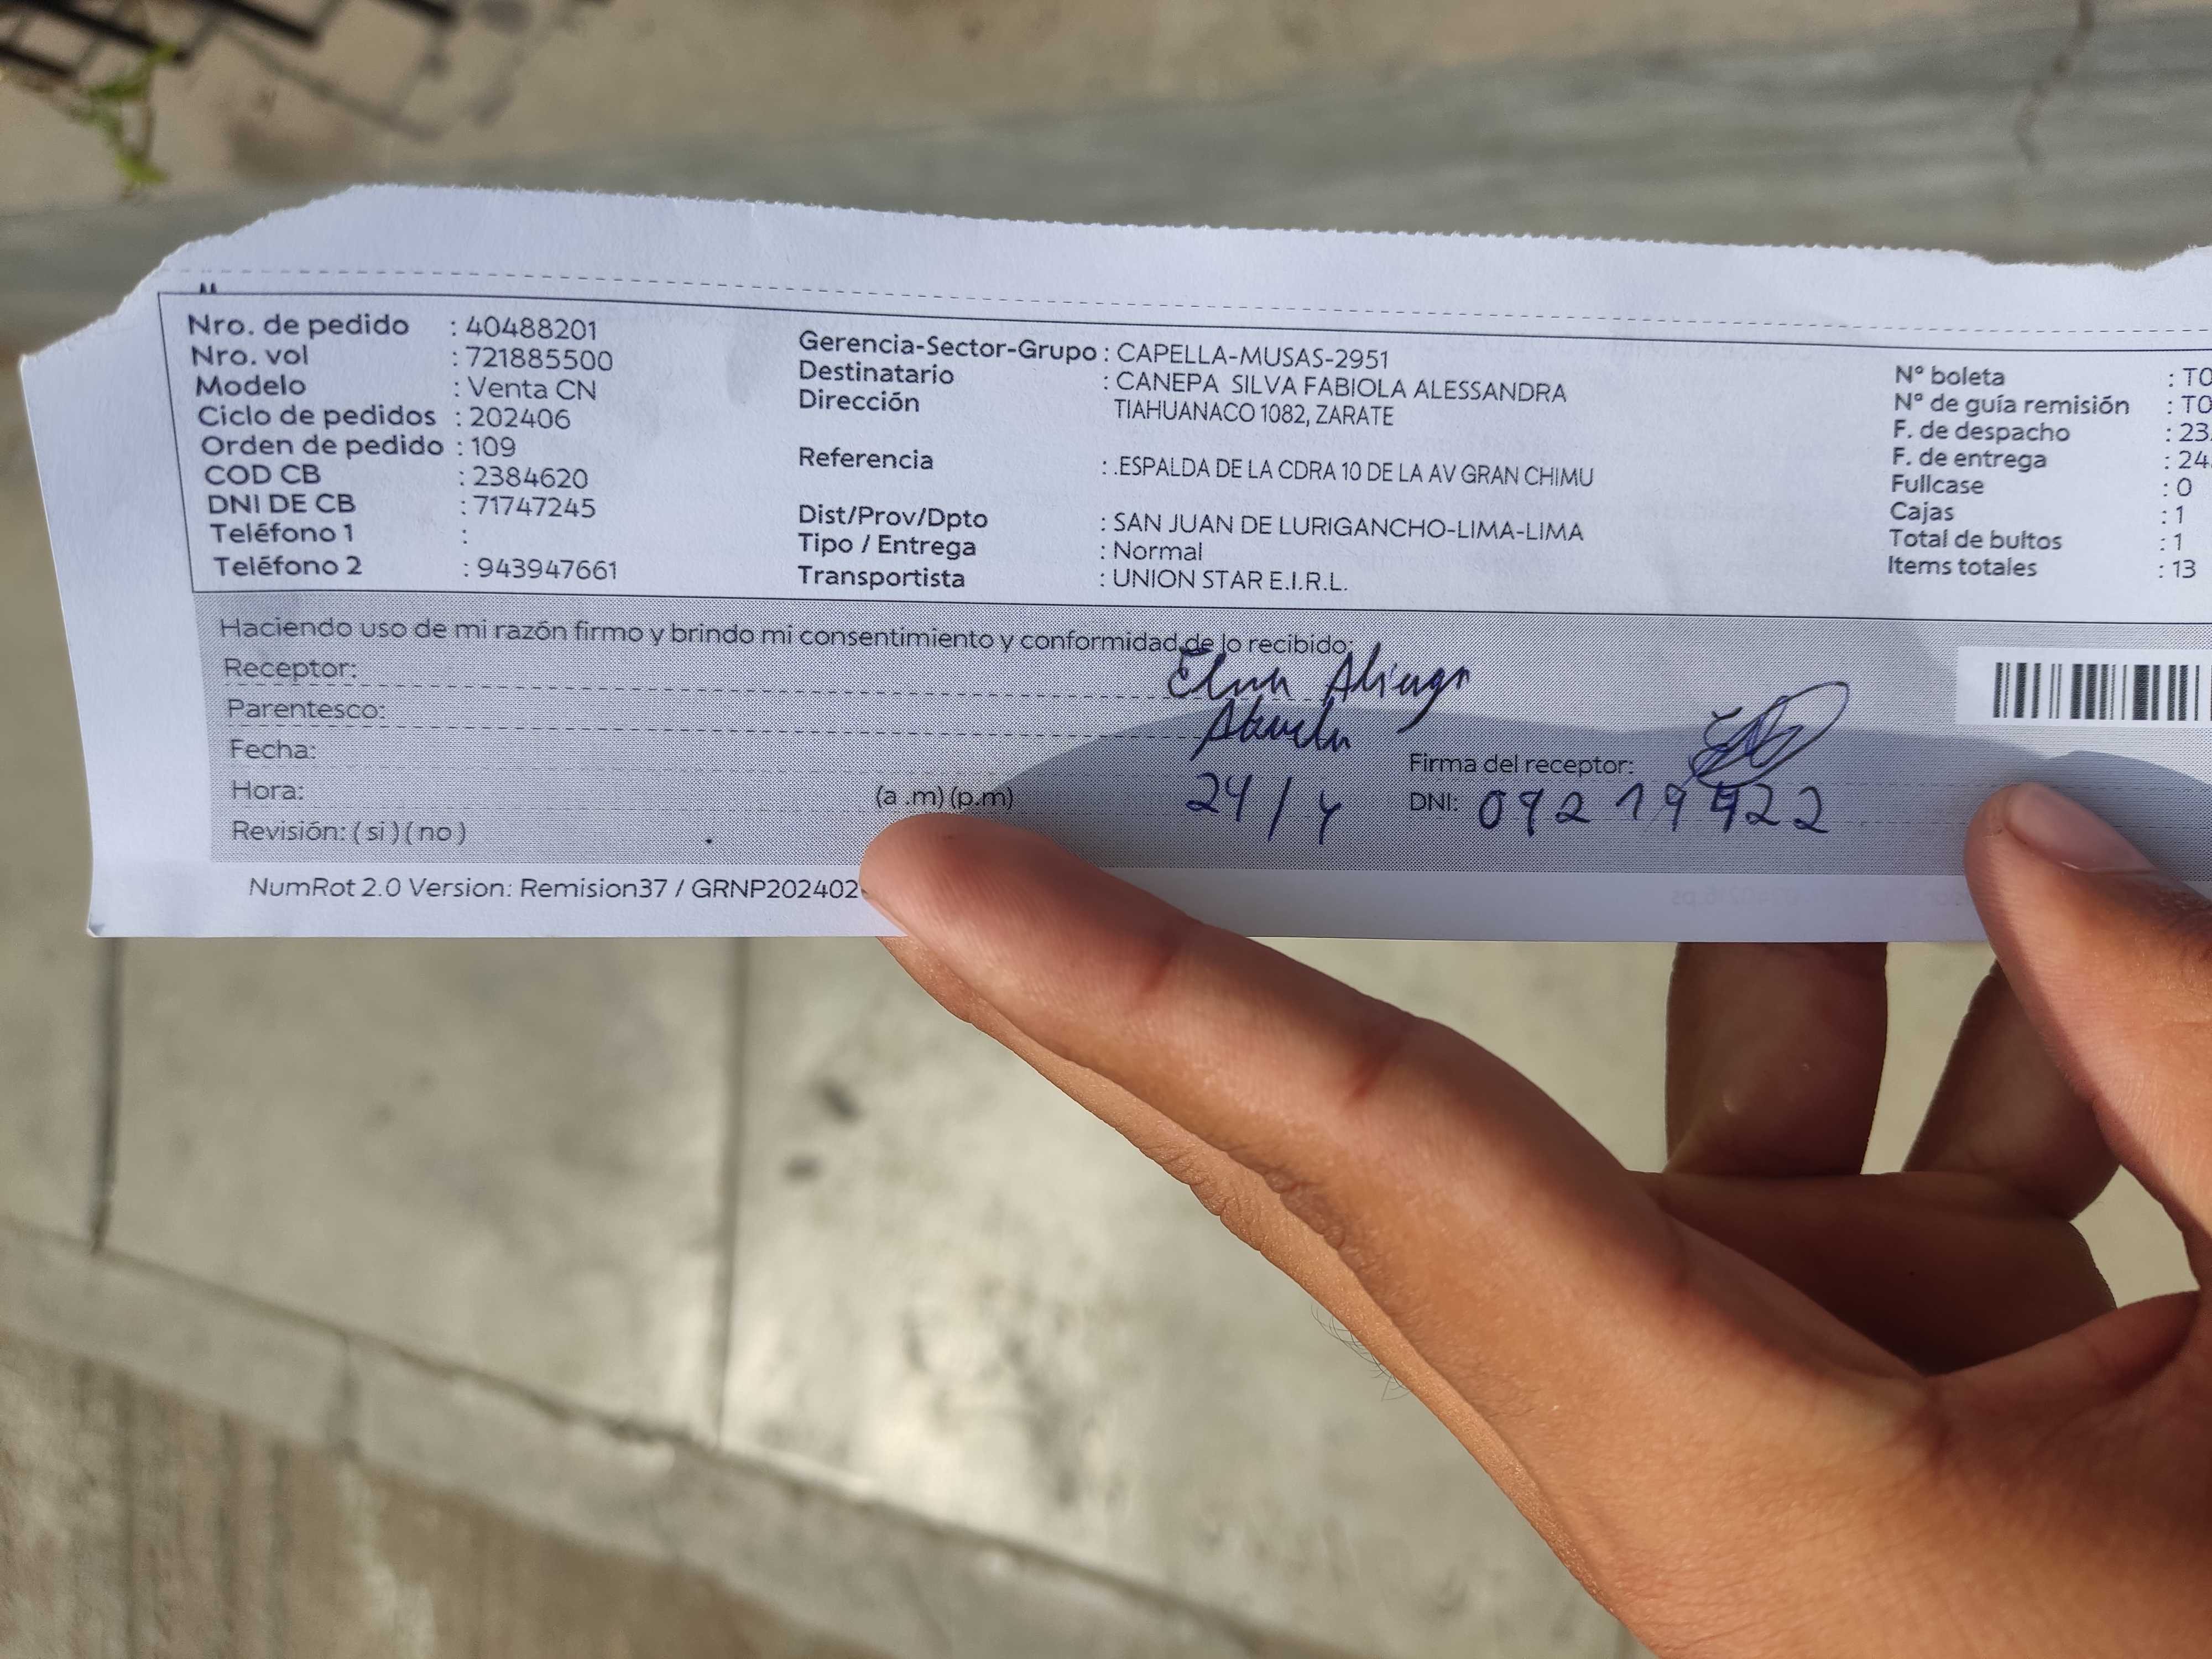 Nro. de pedido : 40488201
Nro. vol : 721885500
Modelo : Venta CN
Ciclo de pedidos : 202406
Orden de pedido : 109
COD CB : 2384620
DNI DE CB : 71747245
Teléfono 1 :
Teléfono 2 : 943947661
Gerencia-Sector-Grupo : CAPELLA-MUSAS-2951
Destinatario : CANEPA SILVA FABIOLA ALESSANDRA
Dirección TIAHUANACO 1082, ZARATE
Referencia : .ESPALDA DE LA CDRA 10 DE LA AV GRAN CHIMU
Dist/Prov/Dpto : SAN JUAN DE LURIGANCHO-LIMA-LIMA
Tipo / Entrega : Normal
Transportista : UNION STAR E.I.R.L.
N° boleta : T0
N° de guía remisión : T0
F. de despacho : 23.
F. de entrega : 24.
Fullcase : 0
Cajas : 1
Total de bultos : 1
Items totales : 13
Haciendo uso de mi razón firmo y brindo mi consentimiento y conformidad de lo recibido:
Receptor: Aliaga
Parentesco: Abuela
Fecha: 24/4
Hora: (a .m) (p.m)
Revisión: ( si ) ( no )
Firma del receptor:
DNI:
NumRot 2.0 Version: Remision37 / GRNP202402